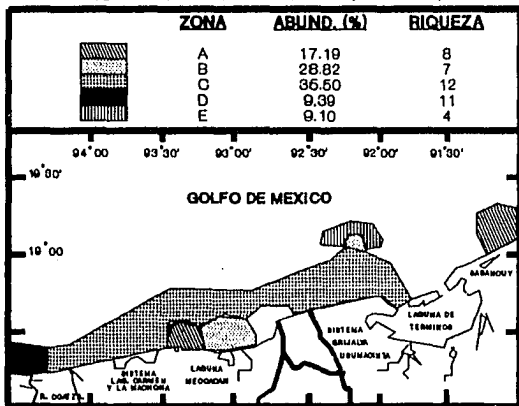 ZONA ABUND. (%) RIQUEZA
A 17.19 8
B 28.82 7
C 35.50 12
D 9.39 11
E 9.10 4
94°00 93°30' 93°00 92°30' 92°00 91°30'
19°30'
GOLFO DE MEXICO
19°00
SABANCUY
LAGUNA DE
TERMINOS
SISTEMA
GRIJALVA
USUMACINTA
SISTEMA
LAG. CARMEN
Y LA MACHONA
LAGUNA
MECOACAN